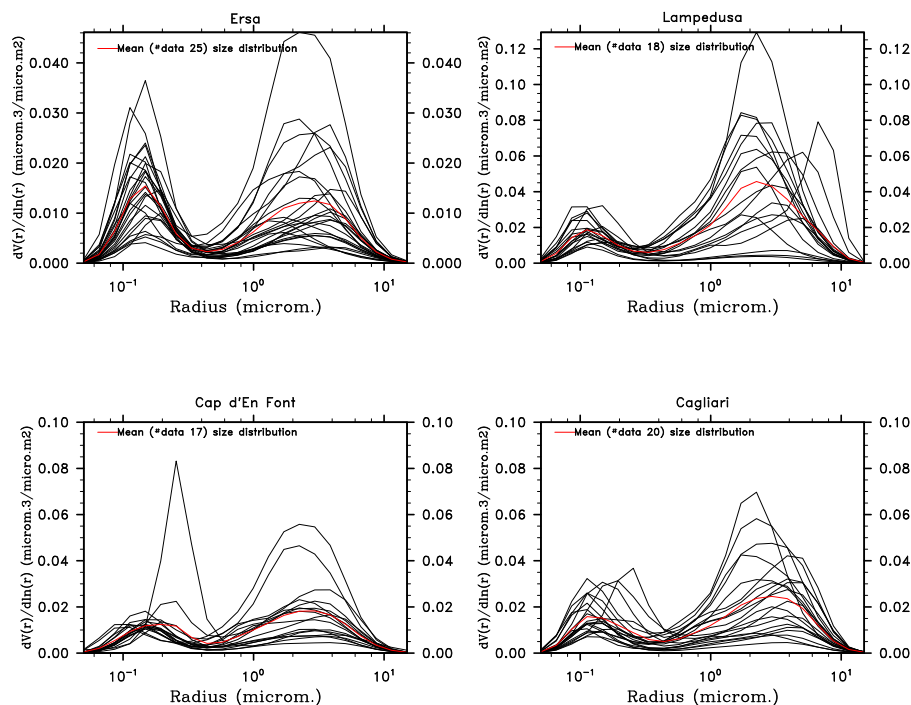 Ersa
Mean (#data 25) size distribution
dV(r)/dln(r) (microm.3/micro.m2)
0.040 0.040
0.030 0.030
0.020 0.020
0.010 0.010
0.000 0.000
10⁻¹ 10⁰ 10¹
Radius (microm.)
Lampedusa
Mean (#data 18) size distribution
dV(r)/dln(r) (microm.3/micro.m2)
0.12 0.12
0.10 0.10
0.08 0.08
0.06 0.06
0.04 0.04
0.02 0.02
0.00 0.00
10⁻¹ 10⁰ 10¹
Radius (microm.)
Cap d'En Font
Mean (#data 17) size distribution
dV(r)/dln(r) (microm.3/micro.m2)
0.10 0.10
0.08 0.08
0.06 0.06
0.04 0.04
0.02 0.02
0.00 0.00
10⁻¹ 10⁰ 10¹
Radius (microm.)
Cagliari
Mean (#data 20) size distribution
dV(r)/dln(r) (microm.3/micro.m2)
0.10 0.10
0.08 0.08
0.06 0.06
0.04 0.04
0.02 0.02
0.00 0.00
10⁻¹ 10⁰ 10¹
Radius (microm.)